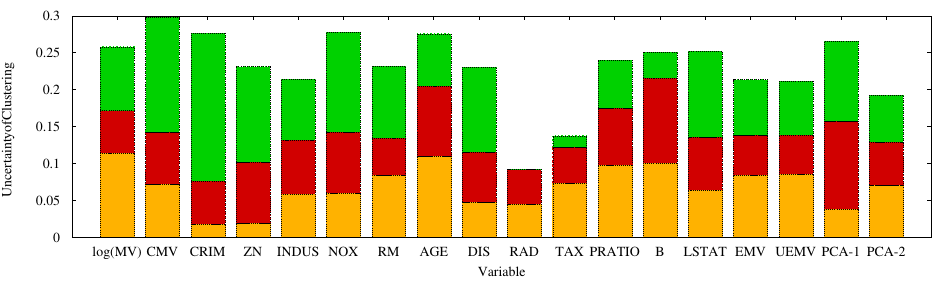 0.3
0.25
0.2
0.15
0.1
0.05
0
UncertaintyofClustering
log(MV) CMV CRIM ZN INDUS NOX RM AGE DIS RAD TAX PRATIO B LSTAT EMV UEMV PCA-1 PCA-2
Variable